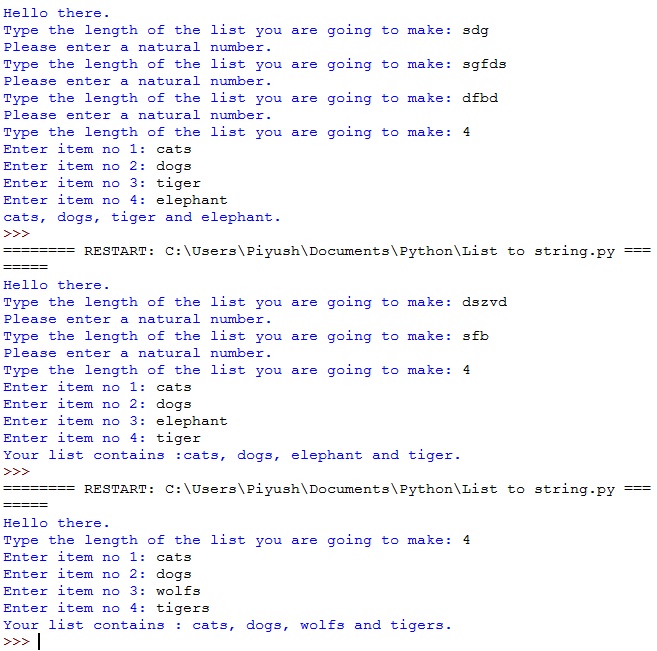 Hello there.
Type the length of the list you are going to make: sdg
Please enter a natural number.
Type the length of the list you are going to make: sgfds
Please enter a natural number.
Type the length of the list you are going to make: dfbd
Please enter a natural number.
Type the length of the list you are going to make: 4
Enter item no 1: cats
Enter item no 2: dogs
Enter item no 3: tiger
Enter item no 4: elephant
cats, dogs, tiger and elephant.
>>>
======== RESTART: C:\Users\Piyush\Documents\Python\List to string.py ===
=====
Hello there.
Type the length of the list you are going to make: dszvd
Please enter a natural number.
Type the length of the list you are going to make: sfb
Please enter a natural number.
Type the length of the list you are going to make: 4
Enter item no 1: cats
Enter item no 2: dogs
Enter item no 3: elephant
Enter item no 4: tiger
Your list contains :cats, dogs, elephant and tiger.
>>>
======== RESTART: C:\Users\Piyush\Documents\Python\List to string.py ===
=====
Hello there.
Type the length of the list you are going to make: 4
Enter item no 1: cats
Enter item no 2: dogs
Enter item no 3: wolfs
Enter item no 4: tigers
Your list contains : cats, dogs, wolfs and tigers.
>>>